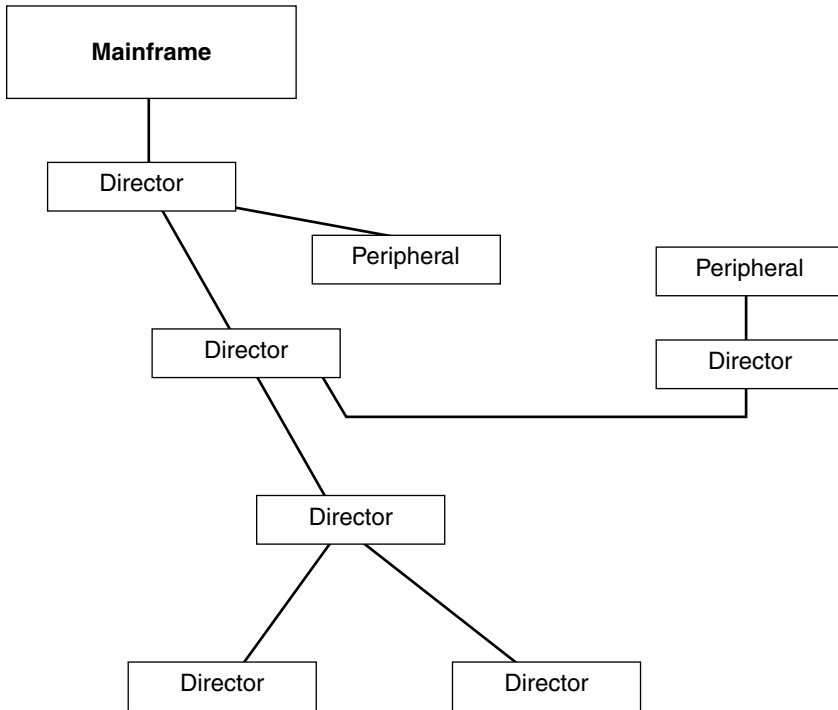 Mainframe
Director
Peripheral
Peripheral
Director
Director
Director
Director
Director